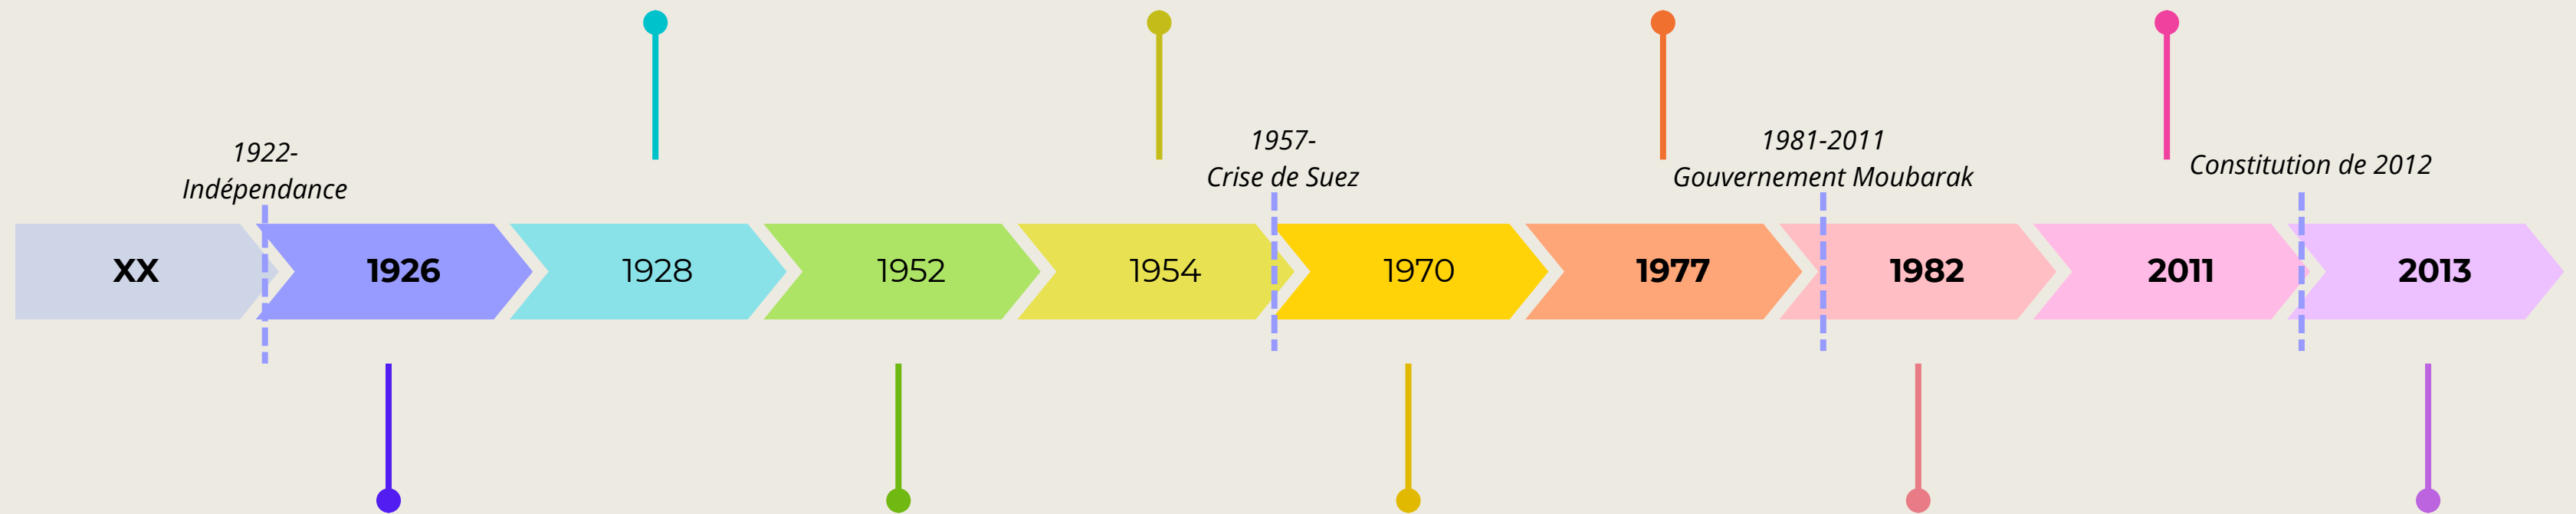 1922-
Indépendance
1957-
Crise de Suez
1981-2011
Gouvernement Moubarak
Constitution de 2012
XX
1926
1928
1952
1954
1970
1977
1982
2011
2013